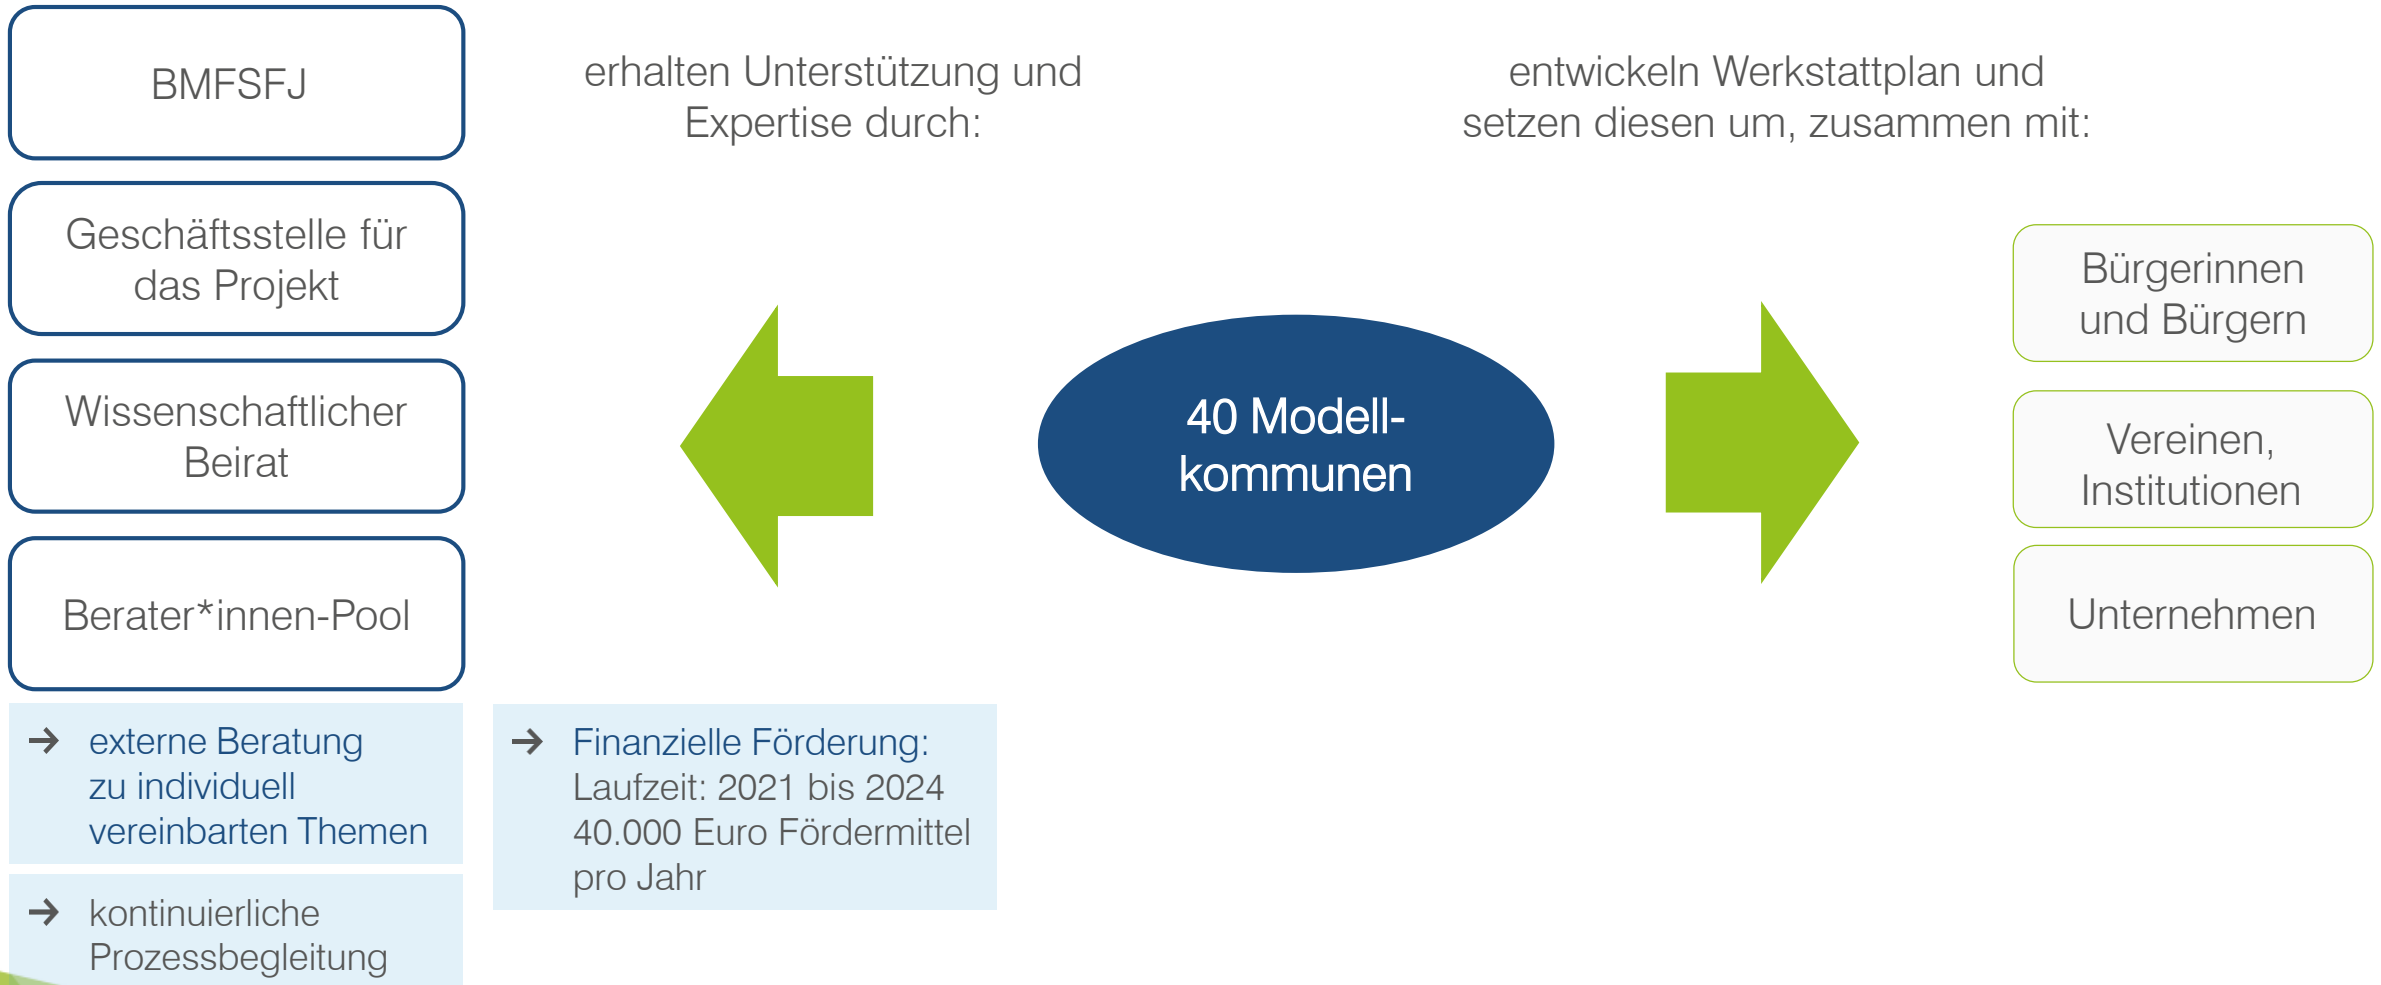 BMFSFJ
Geschäftsstelle für
das Projekt
Wissenschaftlicher
Beirat
Berater*innen-Pool
→ externe Beratung
zu individuell
vereinbarten Themen
→ kontinuierliche
Prozessbegleitung
erhalten Unterstützung und
Expertise durch:
→ Finanzielle Förderung:
Laufzeit: 2021 bis 2024
40.000 Euro Fördermittel
pro Jahr
40 Modell-
kommunen
entwickeln Werkstattplan und
setzen diesen um, zusammen mit:
Bürgerinnen
und Bürgern
Vereinen,
Institutionen
Unternehmen